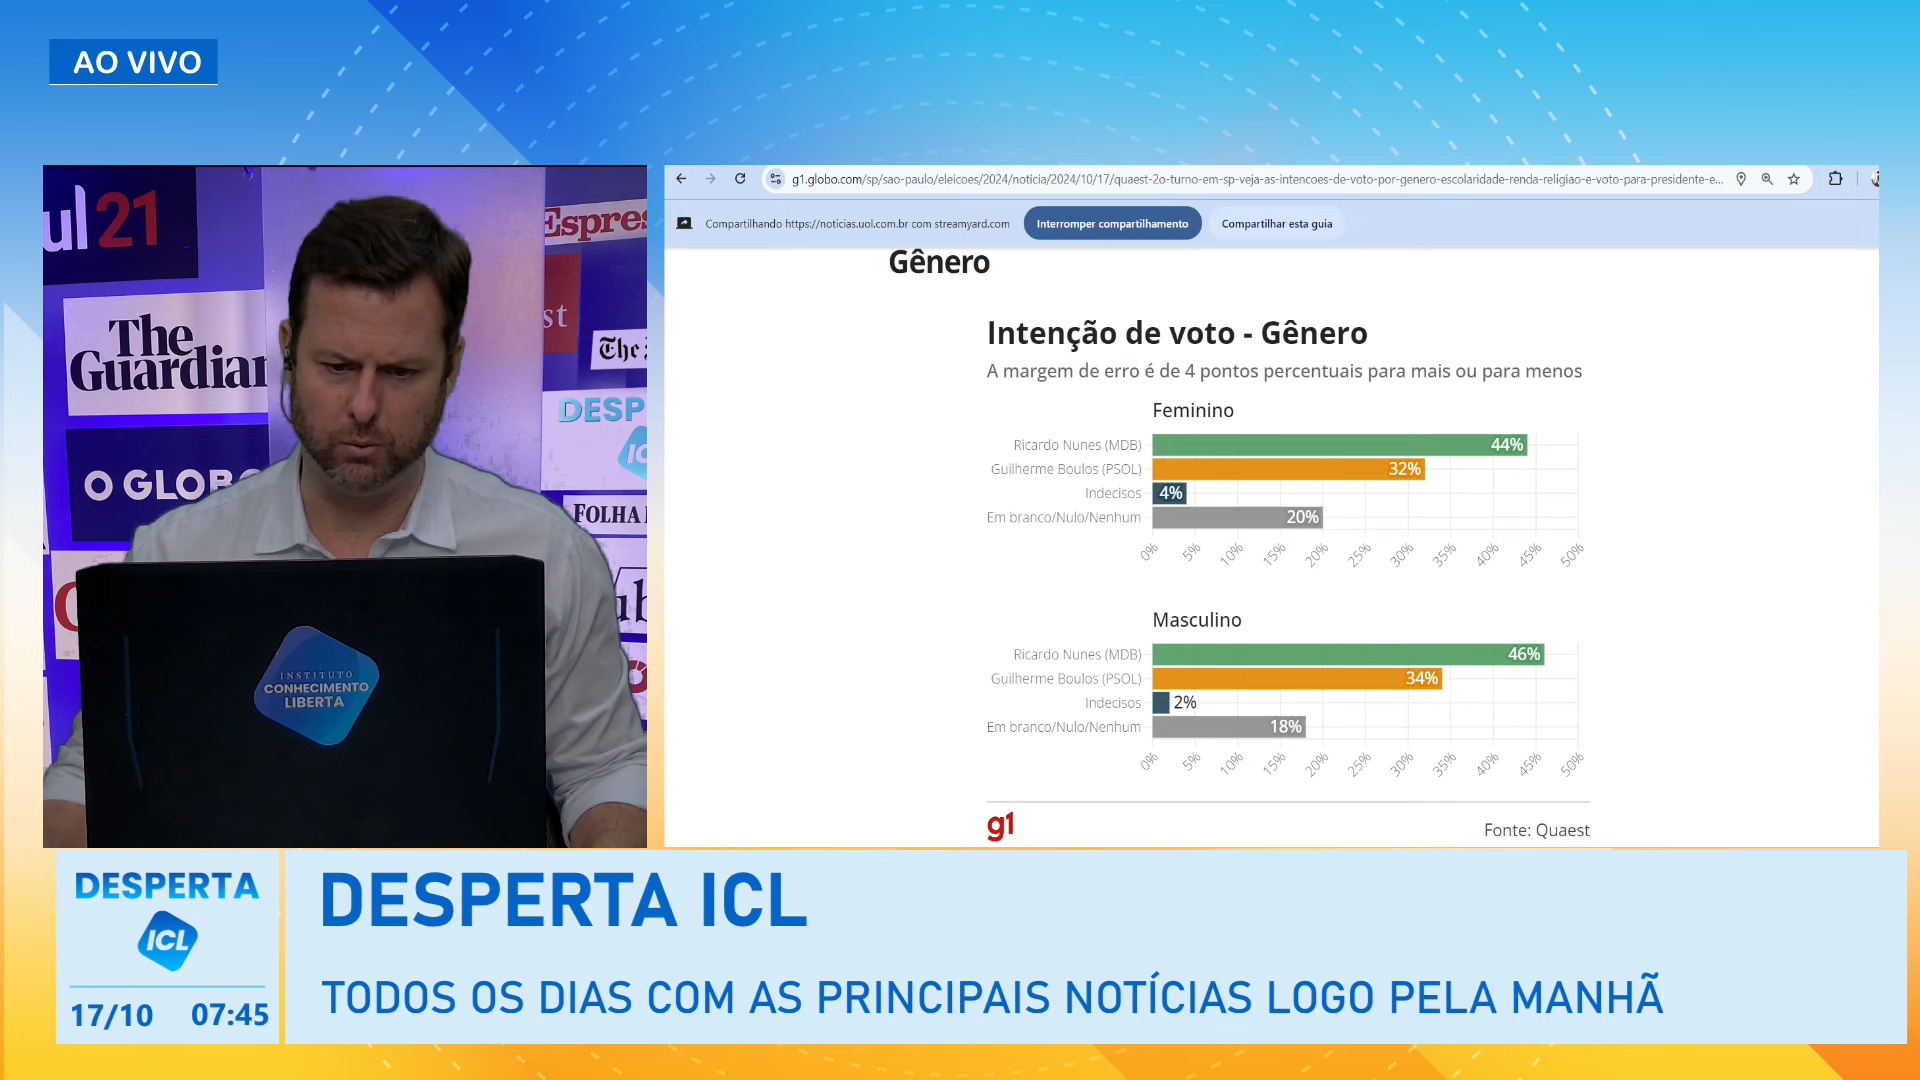 AO VIVO
ul21
Espres
The
Guardian
st
The
DESP
O GLOBO
FOLHA
INSTITUTO
CONHECIMENTO
LIBERTA
g1.globo.com/sp/sao-paulo/eleicoes/2024/noticia/2024/10/17/quaest-2o-turno-em-sp-veja-as-intencoes-de-voto-por-genero-escolaridade-renda-religiao-e-voto-para-presidente-e...
Compartilhando https://noticias.uol.com.br com streamyard.com
Interromper compartilhamento
Compartilhar esta guia
Gênero
Intenção de voto - Gênero
A margem de erro é de 4 pontos percentuais para mais ou para menos
Feminino
Ricardo Nunes (MDB) 44%
Guilherme Boulos (PSOL) 32%
Indecisos 4%
Em branco/Nulo/Nenhum 20%
0% 5% 10% 15% 20% 25% 30% 35% 40% 45% 50%
Masculino
Ricardo Nunes (MDB) 46%
Guilherme Boulos (PSOL) 34%
Indecisos 2%
Em branco/Nulo/Nenhum 18%
0% 5% 10% 15% 20% 25% 30% 35% 40% 45% 50%
g1
Fonte: Quaest
DESPERTA
ICL
17/10 07:45
DESPERTA ICL
TODOS OS DIAS COM AS PRINCIPAIS NOTÍCIAS LOGO PELA MANHÃ